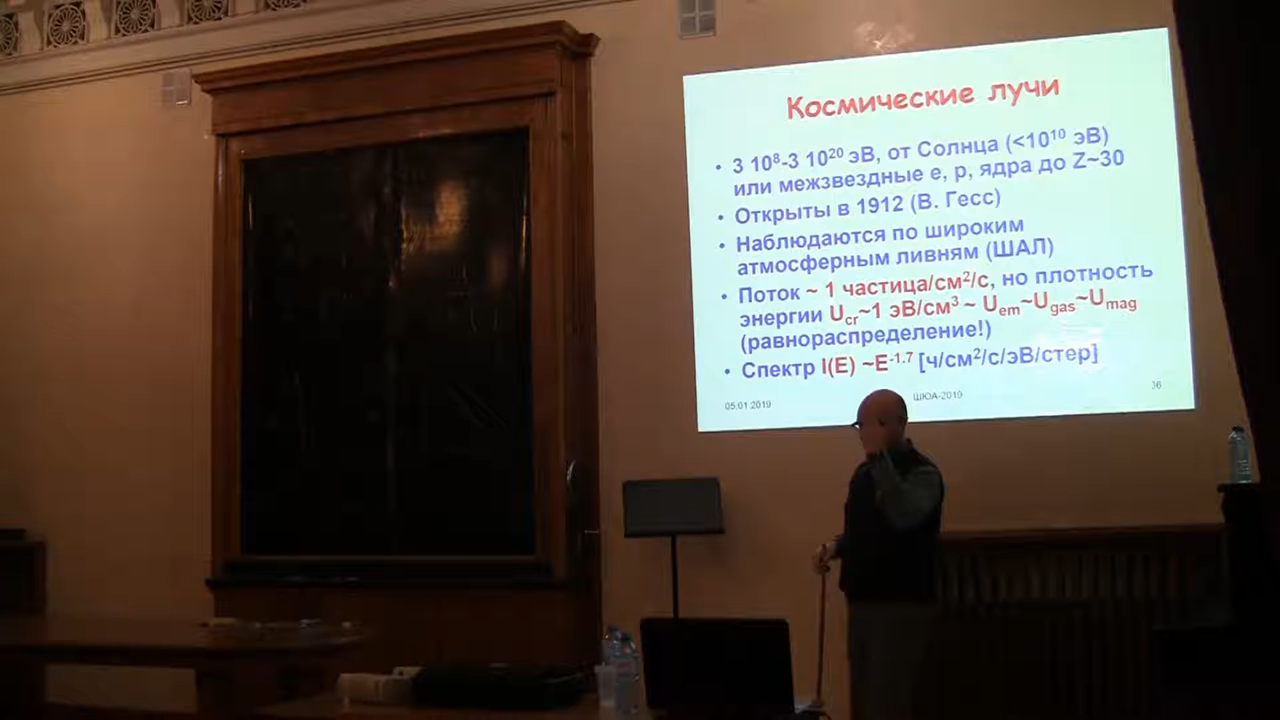 Космические лучи
• 3 10⁸-3 10²⁰ эВ, от Солнца (<10¹⁰ эВ)
или межзвездные е, р, ядра до Z~30
• Открыты в 1912 (В. Гесс)
• Наблюдаются по широким
атмосферным ливням (ШАЛ)
• Поток ~ 1 частица/см²/с, но плотность
энергии Ucr~1 эВ/см³ ~ Uem~Ugas~Umag
(равнораспределение!)
• Спектр I(E) ~E⁻¹·⁷ [ч/см²/с/эВ/стер]
05.01.2019 ШЮА-2019 36